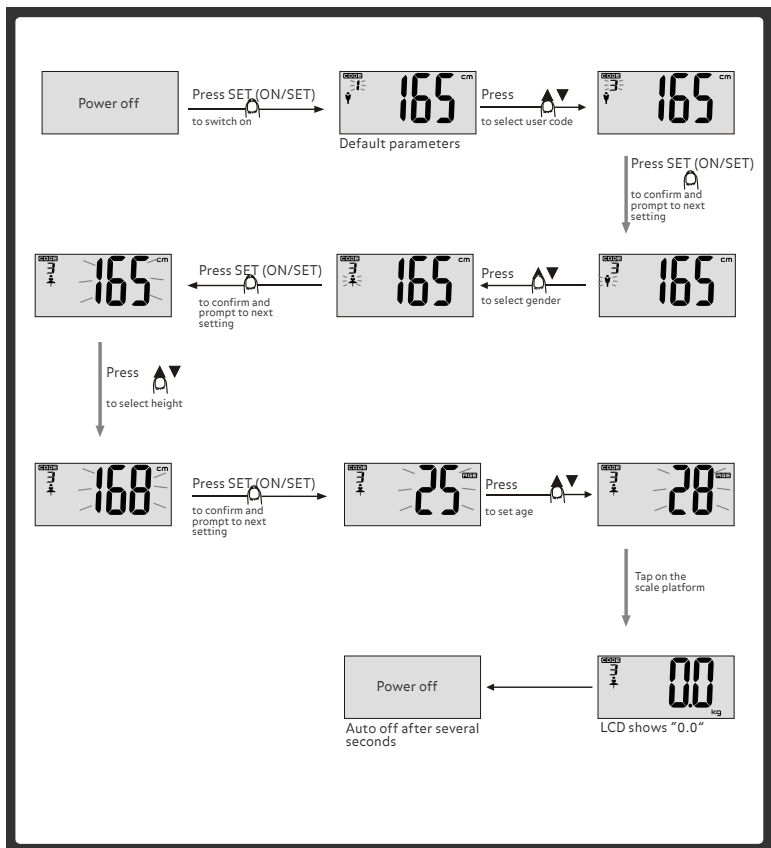 Power off
Press SET (ON/SET)
to switch on
CODE
1
165 cm
Default parameters
Press ▲▼
to select user code
CODE
3
165 cm
Press SET (ON/SET)
to confirm and
prompt to next
setting
CODE
3
165 cm
Press ▲▼
to select gender
CODE
3
165 cm
Press SET (ON/SET)
to confirm and
prompt to next
setting
CODE
3
165 cm
Press ▲▼
to select height
CODE
3
168 cm
Press SET (ON/SET)
to confirm and
prompt to next
setting
CODE
3
25 AGE
Press ▲▼
to set age
CODE
3
28 AGE
Tap on the
scale platform
CODE
3
0.0 kg
LCD shows “0.0”
Power off
Auto off after several
seconds